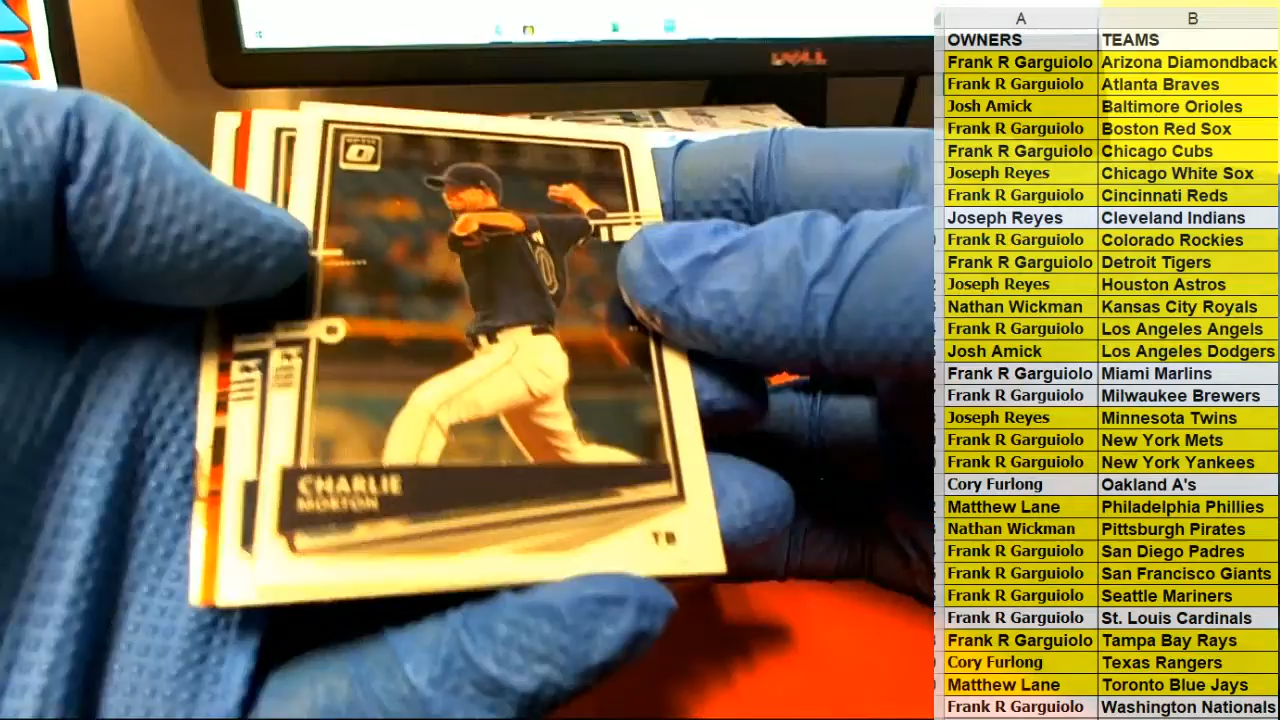 DELL
CHARLIE
MORTON
TB
A B
OWNERS TEAMS
Frank R Garguiolo Arizona Diamondback
Frank R Garguiolo Atlanta Braves
Josh Amick Baltimore Orioles
Frank R Garguiolo Boston Red Sox
Frank R Garguiolo Chicago Cubs
Joseph Reyes Chicago White Sox
Frank R Garguiolo Cincinnati Reds
Joseph Reyes Cleveland Indians
Frank R Garguiolo Colorado Rockies
Frank R Garguiolo Detroit Tigers
Joseph Reyes Houston Astros
Nathan Wickman Kansas City Royals
Frank R Garguiolo Los Angeles Angels
Josh Amick Los Angeles Dodgers
Frank R Garguiolo Miami Marlins
Frank R Garguiolo Milwaukee Brewers
Joseph Reyes Minnesota Twins
Frank R Garguiolo New York Mets
Frank R Garguiolo New York Yankees
Cory Furlong Oakland A's
Matthew Lane Philadelphia Phillies
Nathan Wickman Pittsburgh Pirates
Frank R Garguiolo San Diego Padres
Frank R Garguiolo San Francisco Giants
Frank R Garguiolo Seattle Mariners
Frank R Garguiolo St. Louis Cardinals
Frank R Garguiolo Tampa Bay Rays
Cory Furlong Texas Rangers
Matthew Lane Toronto Blue Jays
Frank R Garguiolo Washington Nationals